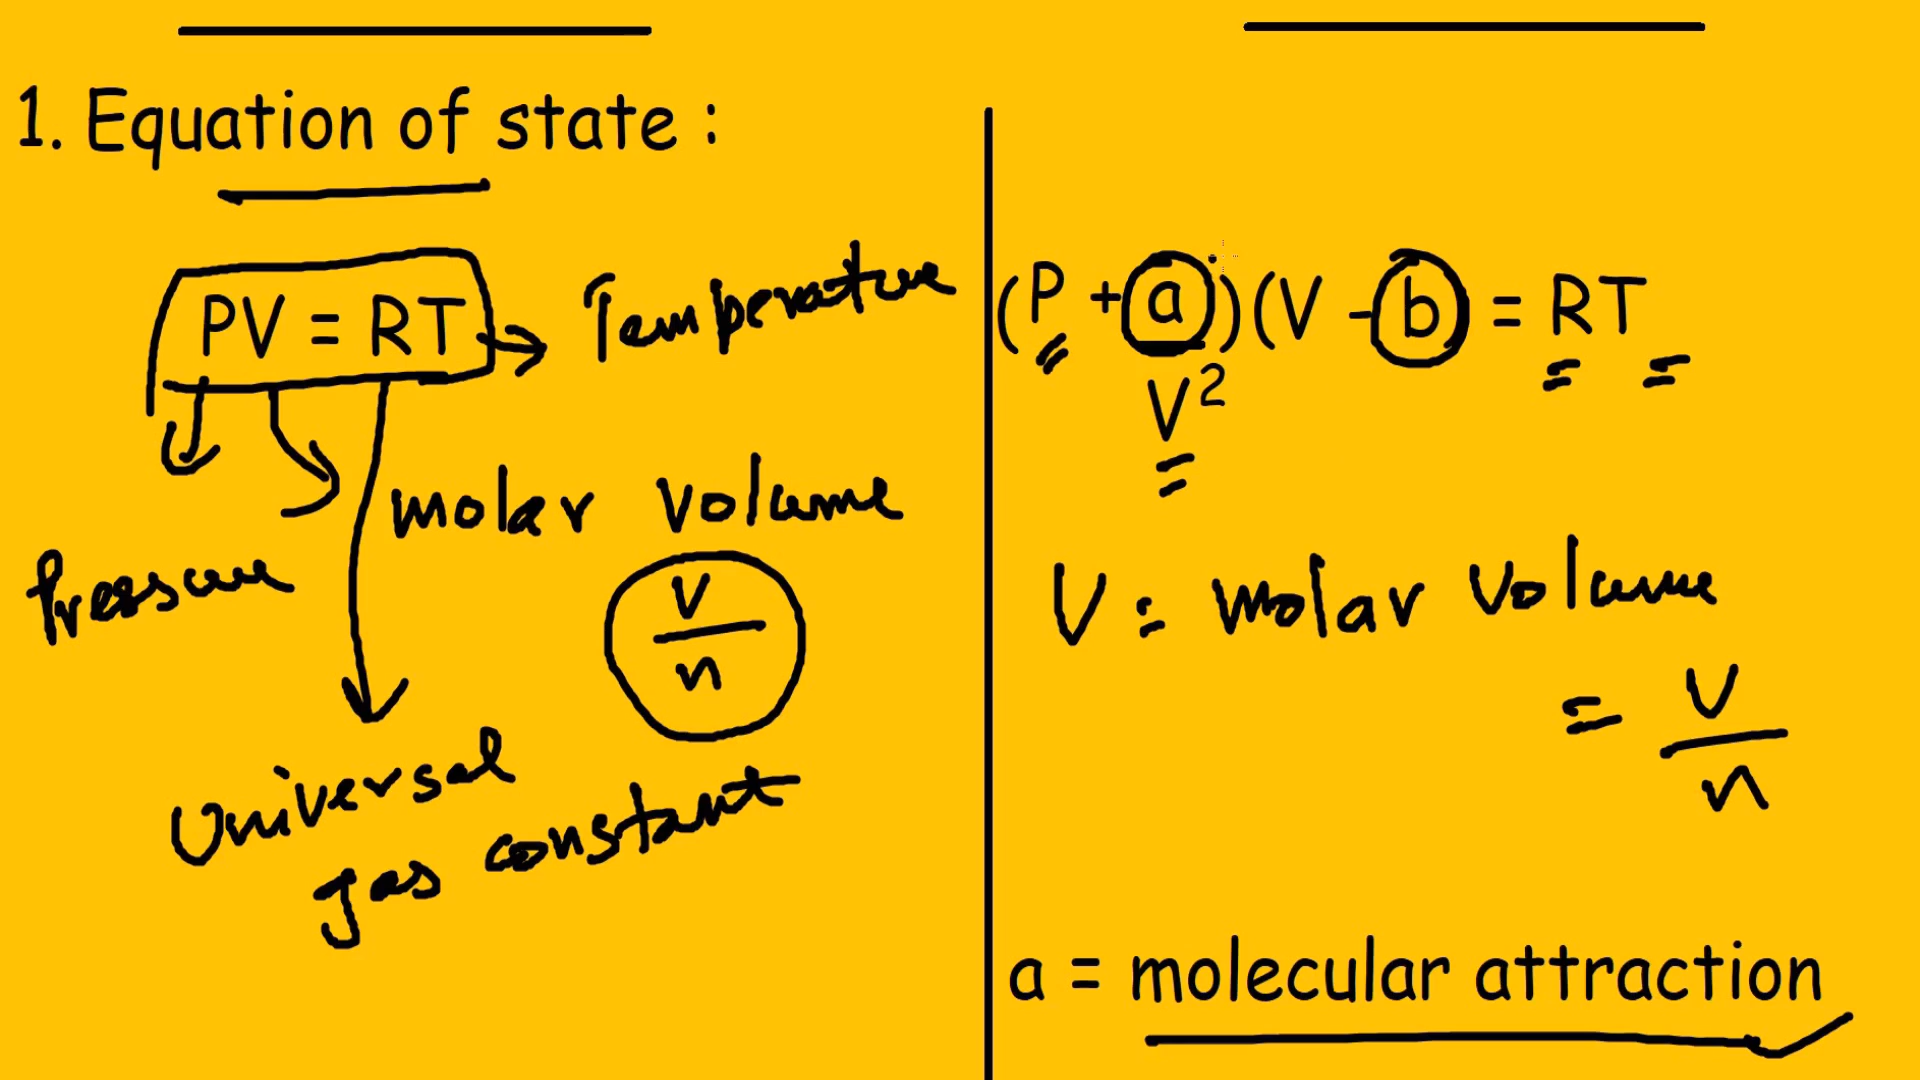 1. Equation of state :
PV = RT
Temperature
Pressure
molar volume
V
n
Universal
gas constant
(P + a)(V - b = RT
V²
V = molar volume
= V
n
a = molecular attraction